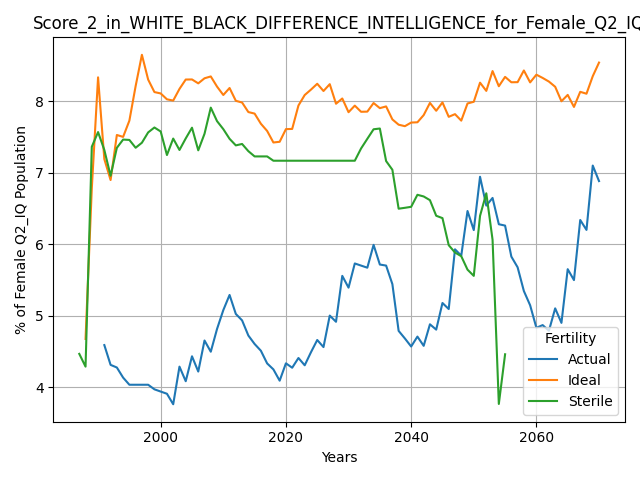 Score_2_in_WHITE_BLACK_DIFFERENCE_INTELLIGENCE_for_Female_Q2_IQ
% of Female Q2_IQ Population
8
7
6
5
4
2000
2020
2040
2060
Years
Fertility
Actual
Ideal
Sterile